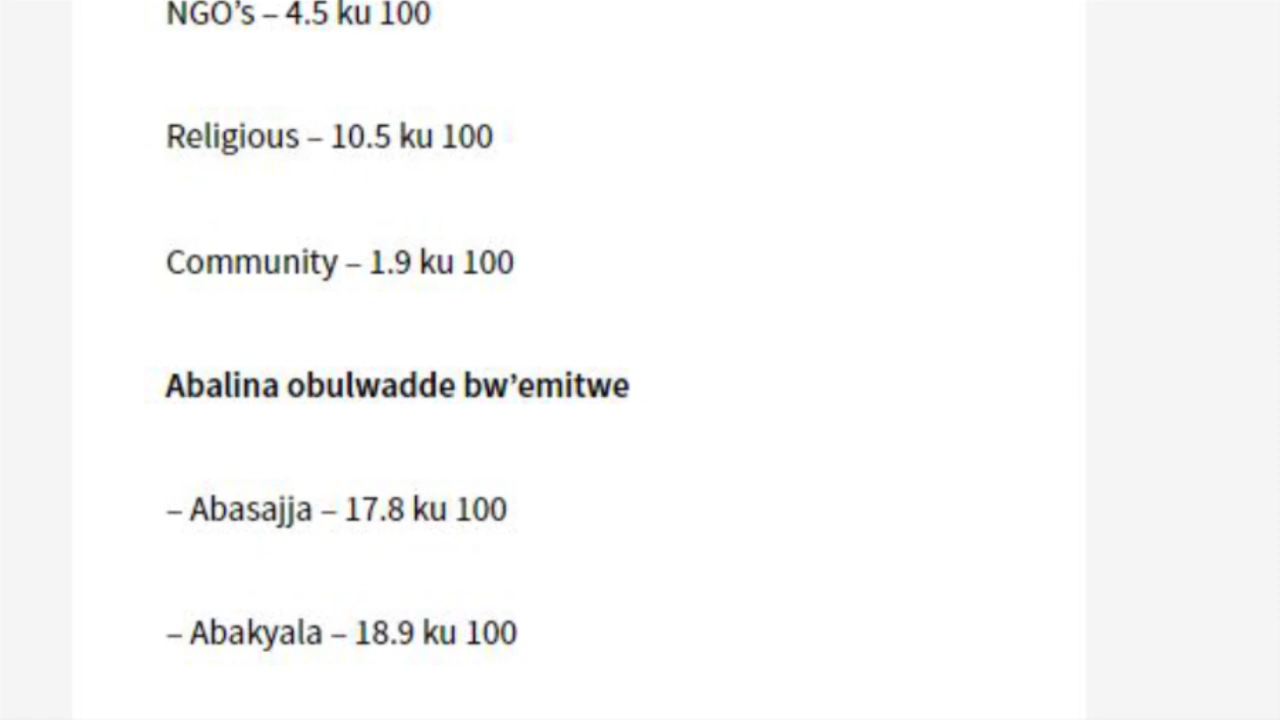 NGO’s – 4.5 ku 100
Religious – 10.5 ku 100
Community – 1.9 ku 100
Abalina obulwadde bw’emitwe
– Abasajja – 17.8 ku 100
– Abakyala – 18.9 ku 100